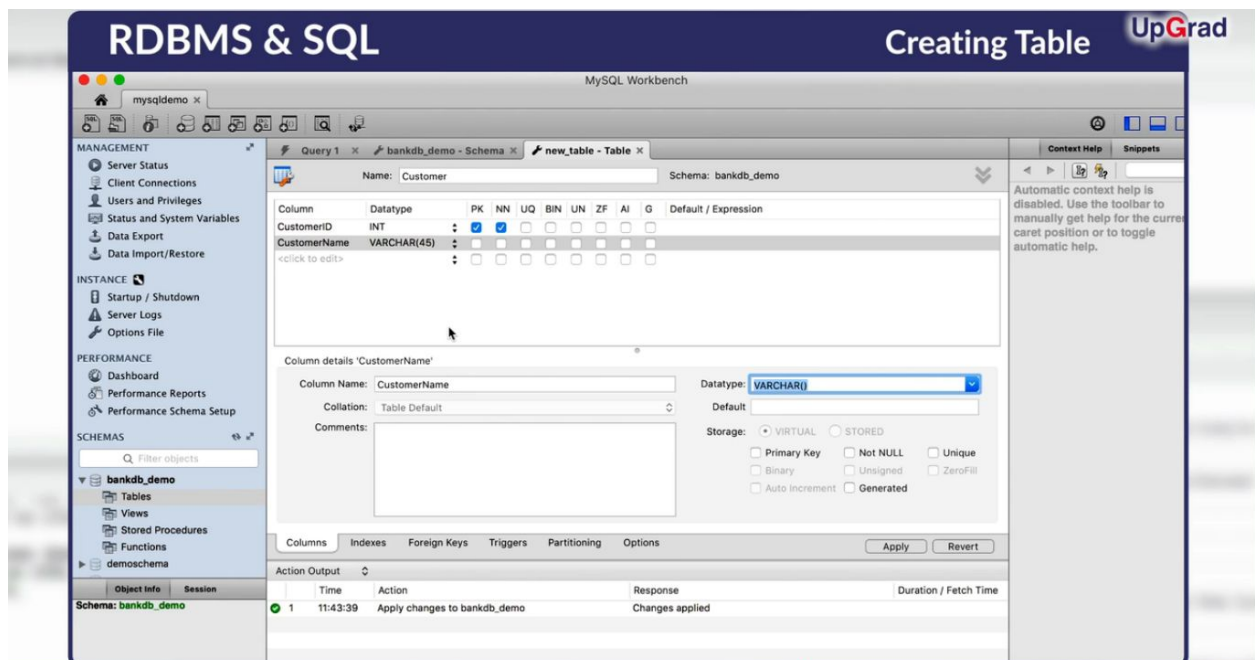 RDBMS & SQL
Creating Table
UpGrad
MySQL Workbench
mysqldemo
MANAGEMENT
Server Status
Client Connections
Users and Privileges
Status and System Variables
Data Export
Data Import/Restore
INSTANCE
Startup / Shutdown
Server Logs
Options File
PERFORMANCE
Dashboard
Performance Reports
Performance Schema Setup
SCHEMAS
Filter objects
bankdb_demo
Tables
Views
Stored Procedures
Functions
demoschema
Object Info Session
Schema: bankdb_demo
Query 1 bankdb_demo - Schema new_table - Table
Name: Customer Schema: bankdb_demo
Column Datatype PK NN UQ BIN UN ZF AI G Default / Expression
CustomerID INT
CustomerName VARCHAR(45)
<click to edit>
Column details 'CustomerName'
Column Name: CustomerName Datatype: VARCHAR()
Collation: Table Default Default
Comments: Storage: VIRTUAL STORED
Primary Key Not NULL Unique
Binary Unsigned ZeroFill
Auto Increment Generated
Columns Indexes Foreign Keys Triggers Partitioning Options Apply Revert
Action Output
Time Action Response Duration / Fetch Time
1 11:43:39 Apply changes to bankdb_demo Changes applied
Context Help Snippets
Automatic context help is
disabled. Use the toolbar to
manually get help for the curre
caret position or to toggle
automatic help.